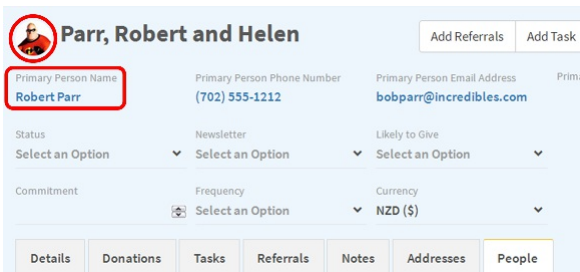 Parr, Robert and Helen
Add Referrals
Add Task
Primary Person Name
Primary Person Phone Number
Primary Person Email Address
Robert Parr
(702) 555-1212
bobparr@incredibles.com
Status
Newsletter
Likely to Give
Select an Option
Select an Option
Select an Option
Commitment
Frequency
Currency
Select an Option
NZD ($)
Details
Donations
Tasks
Referrals
Notes
Addresses
People